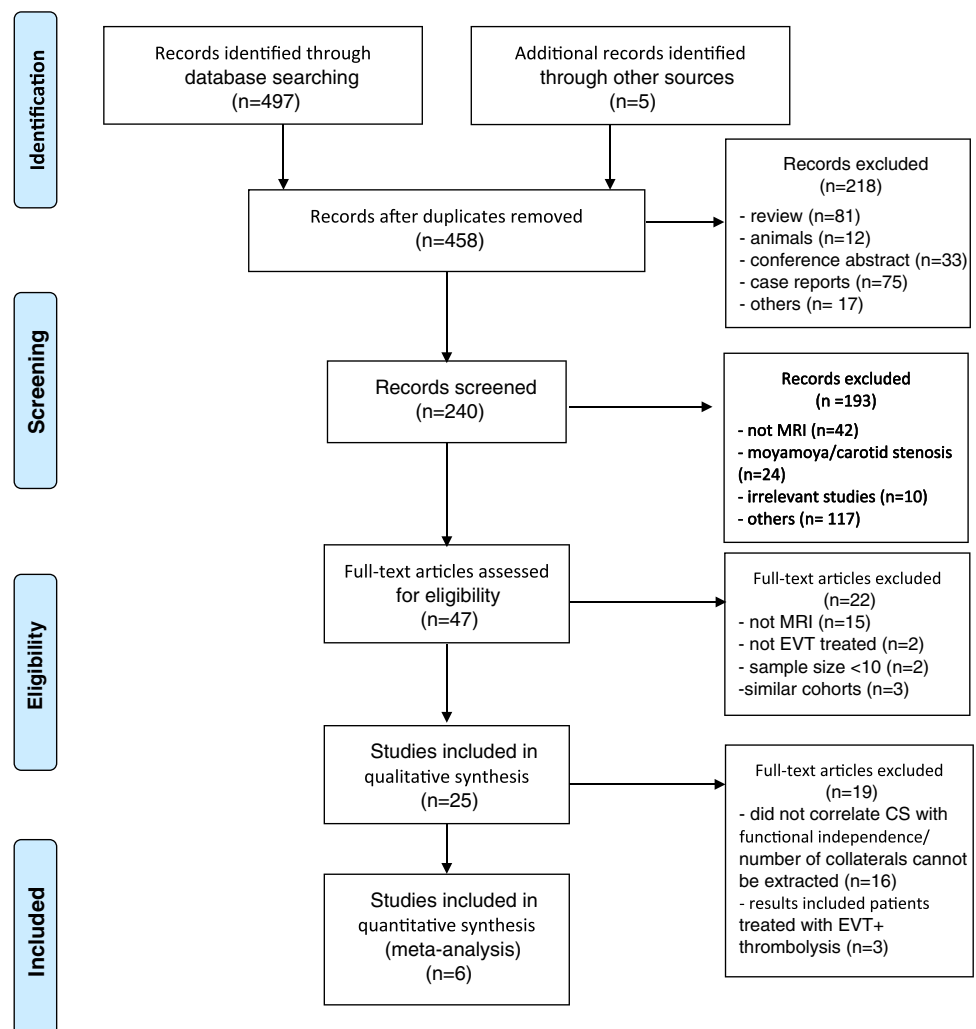 Identification
Records identified through
database searching
(n=497)
Additional records identified
through other sources
(n=5)
Records after duplicates removed
(n=458)
Records excluded
(n=218)
- review (n=81)
- animals (n=12)
- conference abstract (n=33)
- case reports (n=75)
- others (n= 17)
Screening
Records screened
(n=240)
Records excluded
(n =193)
- not MRI (n=42)
- moyamoya/carotid stenosis
(n=24)
- irrelevant studies (n=10)
- others (n= 117)
Eligibility
Full-text articles assessed
for eligibility
(n=47)
Full-text articles excluded
(n=22)
- not MRI (n=15)
- not EVT treated (n=2)
- sample size <10 (n=2)
-similar cohorts (n=3)
Studies included in
qualitative synthesis
(n=25)
Full-text articles excluded
(n=19)
- did not correlate CS with
functional independence/
number of collaterals cannot
be extracted (n=16)
- results included patients
treated with EVT+
thrombolysis (n=3)
Included
Studies included in
quantitative synthesis
(meta-analysis)
(n=6)